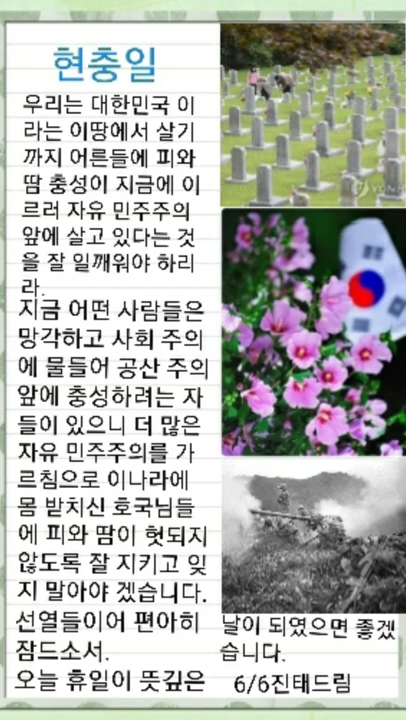 현충일
우리는 대한민국 이
라는 이땅에서 살기
까지 어른들에 피와
땀 충성이 지금에 이
르러 자유 민주주의
앞에 살고 있다는 것
을 잘 일깨워야 하리
라.
지금 어떤 사람들은
망각하고 사회 주의
에 물들어 공산 주의
앞에 충성하려는 자
들이 있으니 더 많은
자유 민주주의를 가
르침으로 이나라에
몸 받치신 호국님들
에 피와 땀이 헛되지
않도록 잘 지키고 잊
지 말아야 겠습니다.
선열들이어 편아히
잠드소서.
오늘 휴일이 뜻깊은
날이 되였으면 좋겠
습니다.
6/6진태드림